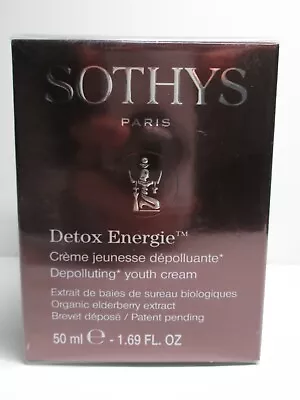 SOTHYS
PARIS
Detox Energie™
Crème jeunesse dépolluante*
Depolluting* youth cream
Extrait de baies de sureau biologiques
Organic elderberry extract
Brevet déposé / Patent pending
50 ml ℮ - 1.69 FL. OZ